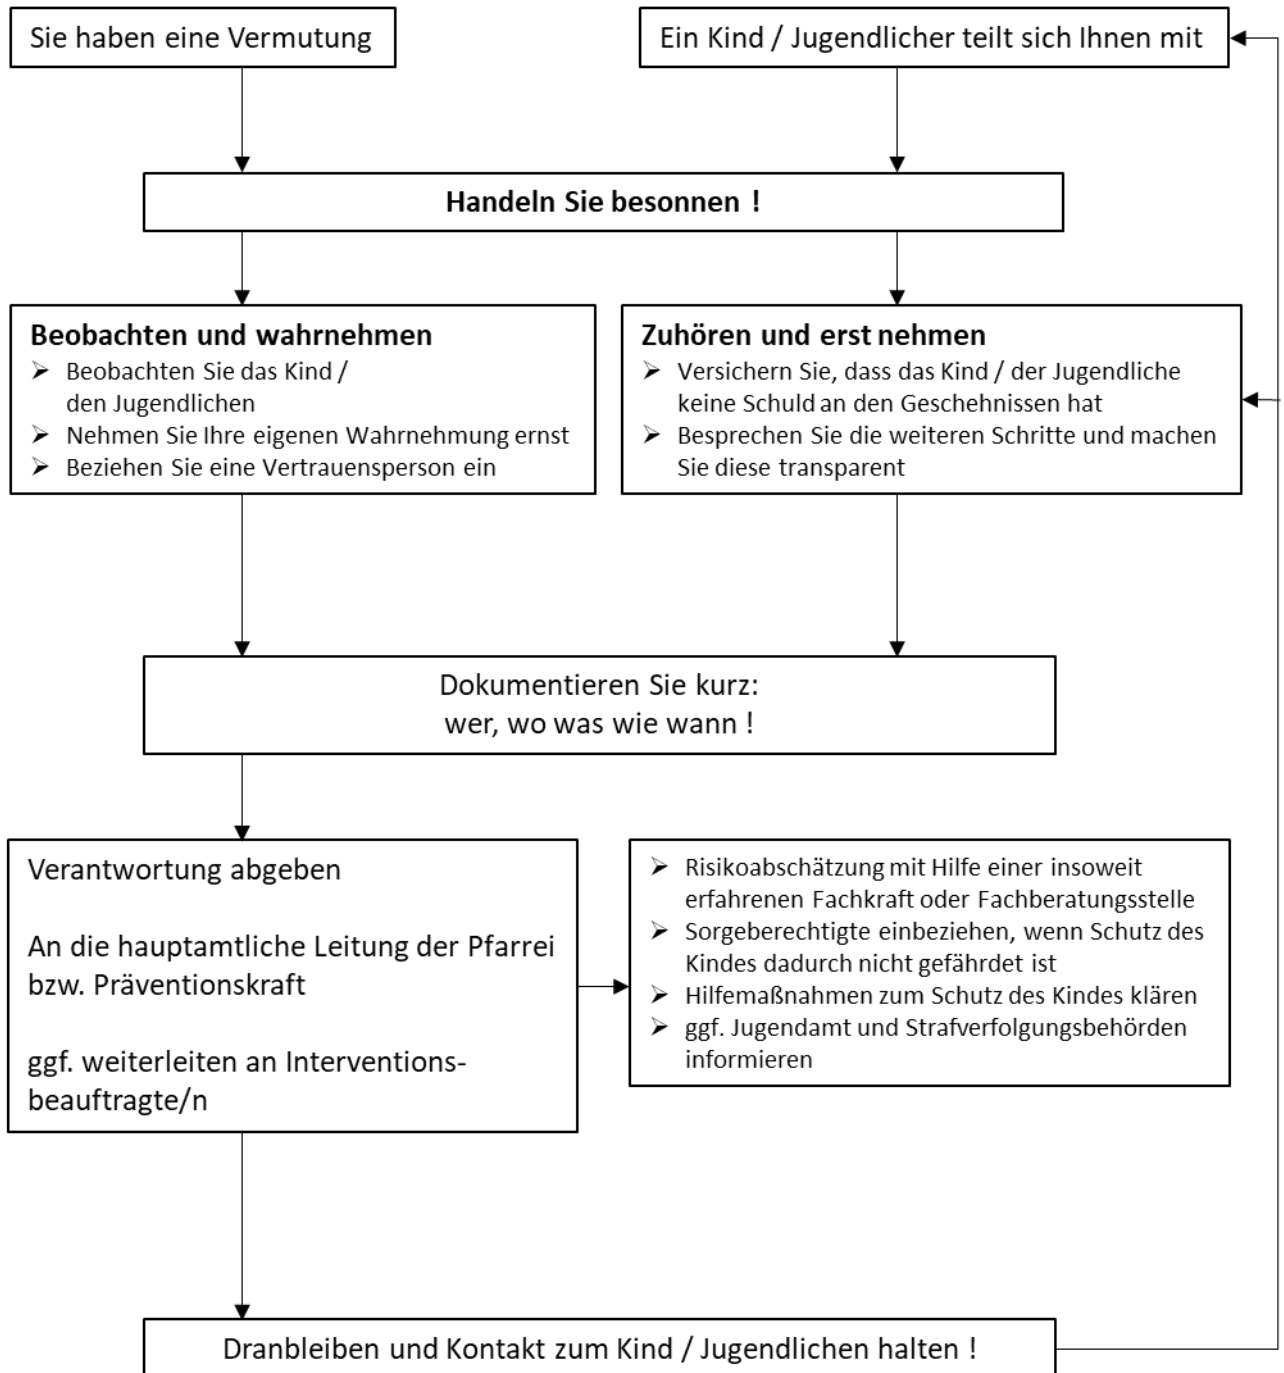 Sie haben eine Vermutung
Ein Kind / Jugendlicher teilt sich Ihnen mit
Handeln Sie besonnen !
Beobachten und wahrnehmen
➤ Beobachten Sie das Kind /
den Jugendlichen
➤ Nehmen Sie Ihre eigenen Wahrnehmung ernst
➤ Beziehen Sie eine Vertrauensperson ein
Zuhören und erst nehmen
➤ Versichern Sie, dass das Kind / der Jugendliche
keine Schuld an den Geschehnissen hat
➤ Besprechen Sie die weiteren Schritte und machen
Sie diese transparent
Dokumentieren Sie kurz:
wer, wo was wie wann !
Verantwortung abgeben
An die hauptamtliche Leitung der Pfarrei
bzw. Präventionskraft
ggf. weiterleiten an Interventions-
beauftragte/n
➤ Risikoabschätzung mit Hilfe einer insoweit
erfahrenen Fachkraft oder Fachberatungsstelle
➤ Sorgeberechtigte einbeziehen, wenn Schutz des
Kindes dadurch nicht gefährdet ist
➤ Hilfemaßnahmen zum Schutz des Kindes klären
➤ ggf. Jugendamt und Strafverfolgungsbehörden
informieren
Dranbleiben und Kontakt zum Kind / Jugendlichen halten !